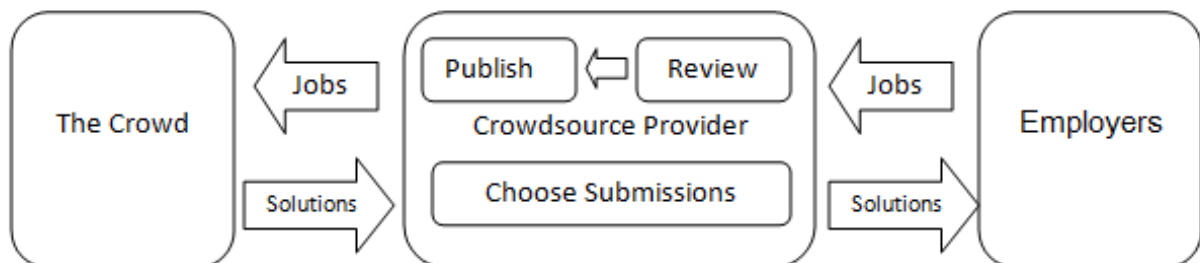 The Crowd
Jobs
Solutions
Publish
Review
Crowdsource Provider
Choose Submissions
Jobs
Solutions
Employers